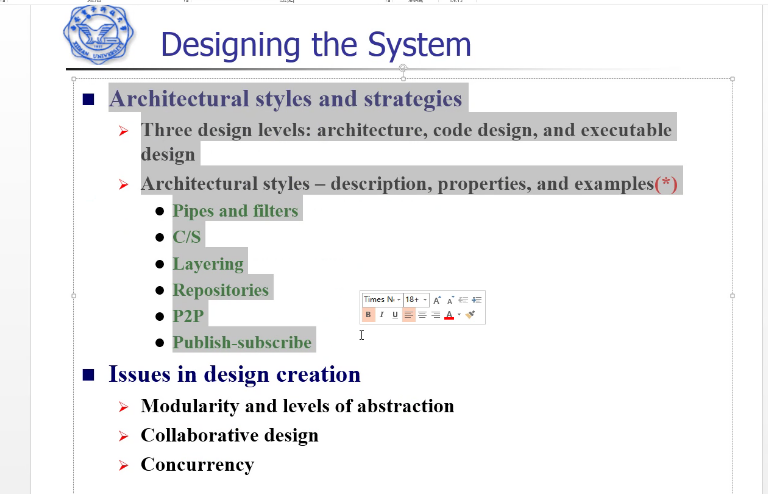 Designing the System
Architectural styles and strategies
Three design levels: architecture, code design, and executable
design
Architectural styles – description, properties, and examples(*)
Pipes and filters
C/S
Layering
Repositories
Times N
18+
P2P
B I U A
Publish-subscribe
Issues in design creation
Modularity and levels of abstraction
Collaborative design
Concurrency